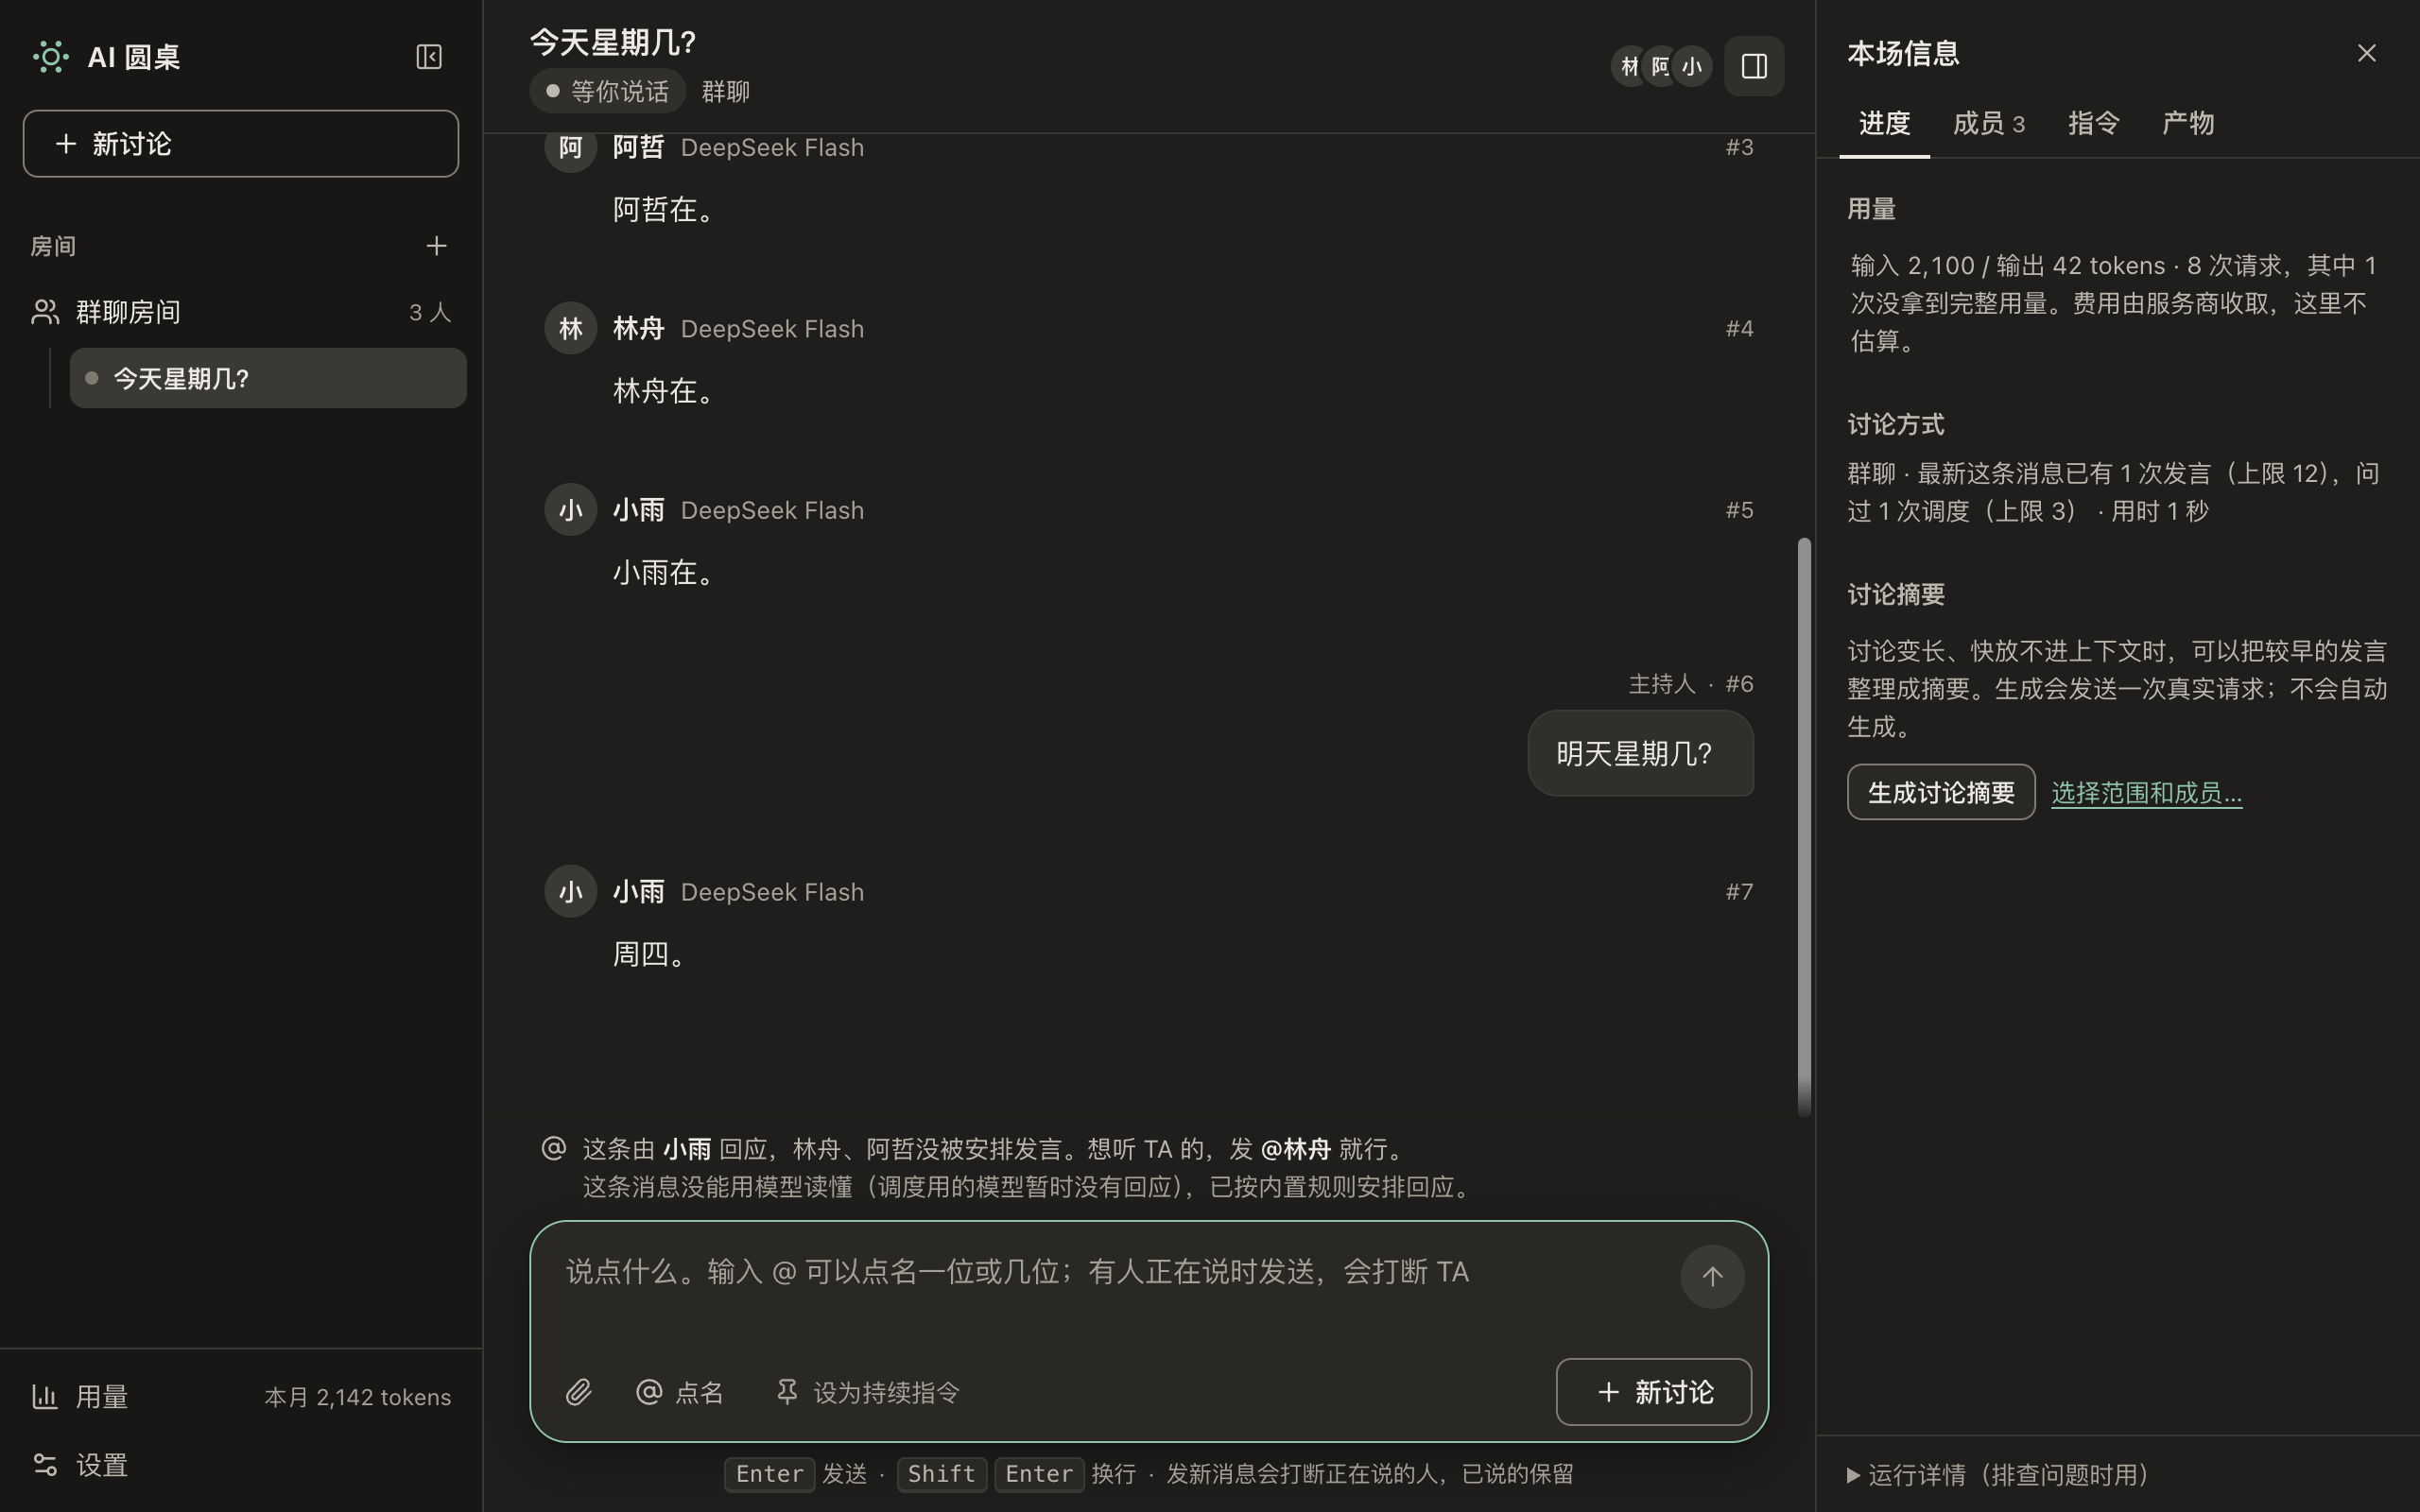 AI 圆桌
新讨论
房间
群聊房间 3 人
今天星期几？
用量 本月 2,142 tokens
设置
今天星期几？
等你说话 群聊
林 阿 小
阿 阿哲 DeepSeek Flash #3
阿哲在。
林 林舟 DeepSeek Flash #4
林舟在。
小 小雨 DeepSeek Flash #5
小雨在。
主持人 · #6
明天星期几？
小 小雨 DeepSeek Flash #7
周四。
@ 这条由 小雨 回应，林舟、阿哲没被安排发言。想听 TA 的，发 @林舟 就行。
这条消息没能用模型读懂（调度用的模型暂时没有回应），已按内置规则安排回应。
说点什么。输入 @ 可以点名一位或几位；有人正在说时发送，会打断 TA
@ 点名 设为持续指令 新讨论
Enter 发送 · Shift Enter 换行 · 发新消息会打断正在说的人，已说的保留
本场信息
进度 成员 3 指令 产物
用量
输入 2,100 / 输出 42 tokens · 8 次请求，其中 1
次没拿到完整用量。费用由服务商收取，这里不
估算。
讨论方式
群聊 · 最新这条消息已有 1 次发言（上限 12），问
过 1 次调度（上限 3） · 用时 1 秒
讨论摘要
讨论变长、快放不进上下文时，可以把较早的发言
整理成摘要。生成会发送一次真实请求；不会自动
生成。
生成讨论摘要 选择范围和成员…
运行详情（排查问题时用）